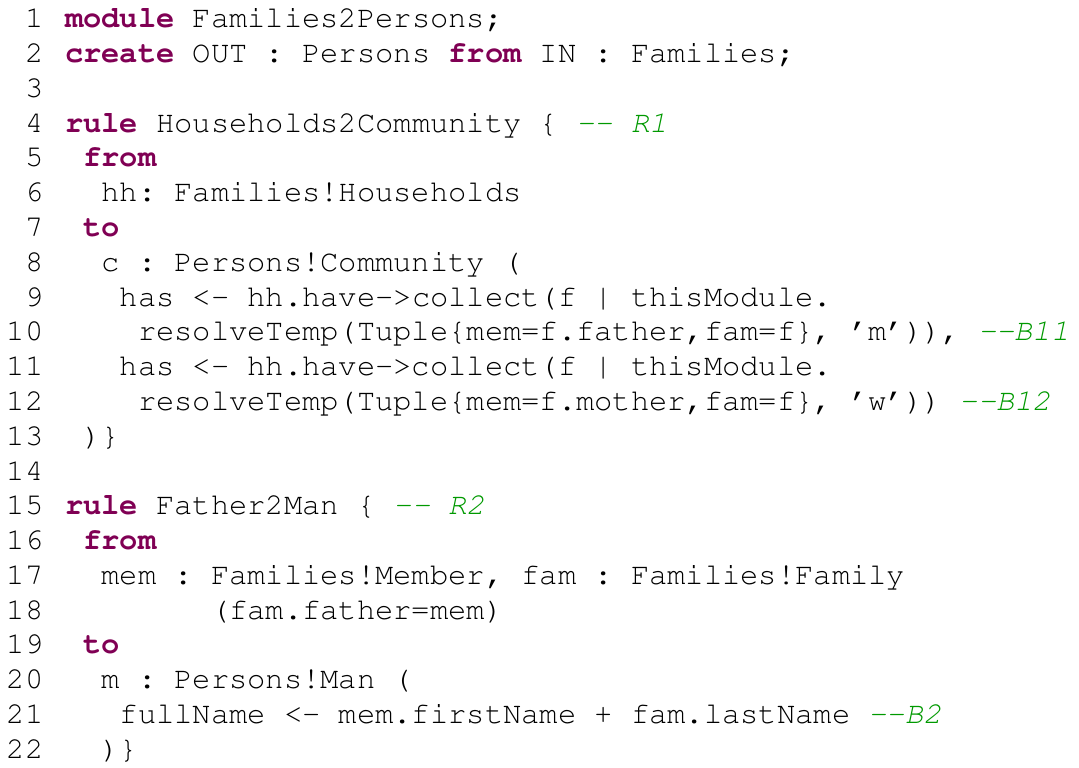 1 module Families2Persons;
2 create OUT : Persons from IN : Families;
3
4 rule Households2Community { -- R1
5  from
6   hh: Families!Households
7  to
8   c : Persons!Community (
9    has <- hh.have->collect(f | thisModule.
10     resolveTemp(Tuple{mem=f.father,fam=f}, ’m’)), --B11
11    has <- hh.have->collect(f | thisModule.
12     resolveTemp(Tuple{mem=f.mother,fam=f}, ’w’)) --B12
13  )}
14
15 rule Father2Man { -- R2
16  from
17   mem : Families!Member, fam : Families!Family
18         (fam.father=mem)
19  to
20   m : Persons!Man (
21    fullName <- mem.firstName + fam.lastName --B2
22   )}